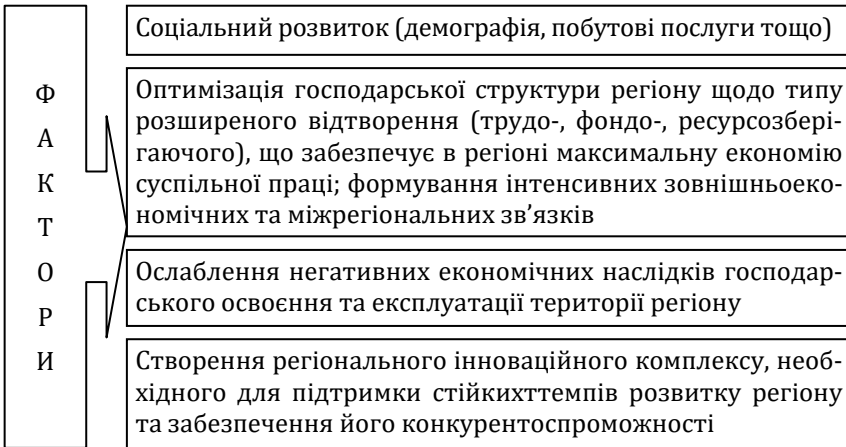 Ф
А
К
Т
О
Р
И
Соціальний розвиток (демографія, побутові послуги тощо)
Оптимізація господарської структури регіону щодо типу
розширеного відтворення (трудо-, фондо-, ресурсозбері-
гаючого), що забезпечує в регіоні максимальну економію
суспільної праці; формування інтенсивних зовнішньоеко-
номічних та міжрегіональних зв’язків
Ослаблення негативних економічних наслідків господар-
ського освоєння та експлуатації території регіону
Створення регіонального інноваційного комплексу, необ-
хідного для підтримки стійкихттемпів розвитку регіону
та забезпечення його конкурентоспроможності